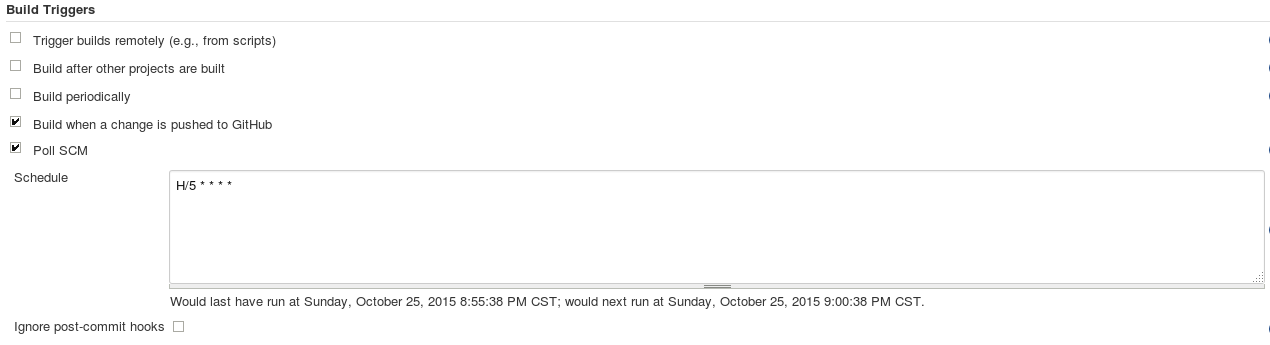 Build Triggers
Trigger builds remotely (e.g., from scripts)
Build after other projects are built
Build periodically
Build when a change is pushed to GitHub
Poll SCM
Schedule
H/5 * * * *
Would last have run at Sunday, October 25, 2015 8:55:38 PM CST; would next run at Sunday, October 25, 2015 9:00:38 PM CST.
Ignore post-commit hooks